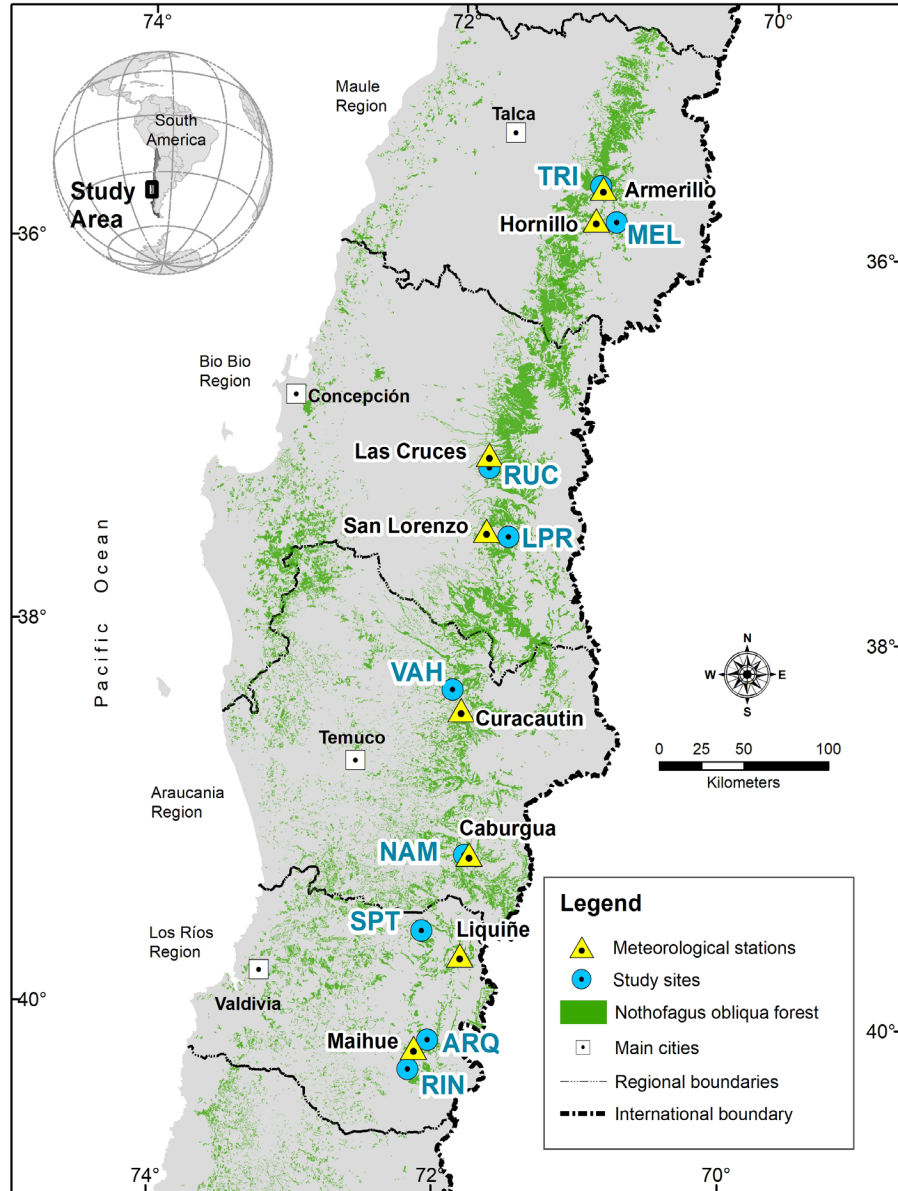 74°
72°
70°
Maule
Region
Talca
South
America
Study
Area
TRI
Armerillo
Hornillo
MEL
36°
36°
Bio Bio
Region
Concepción
Las Cruces
RUC
San Lorenzo
LPR
Pacific Ocean
38°
38°
VAH
Curacautin
N
W
E
S
Temuco
0 25 50 100
Kilometers
Araucania
Region
Caburgua
NAM
SPT
Liquiñe
Los Ríos
Region
Valdivia
40°
40°
Maihue
ARQ
RIN
Legend
Meteorological stations
Study sites
Nothofagus obliqua forest
Main cities
Regional boundaries
International boundary
74°
72°
70°